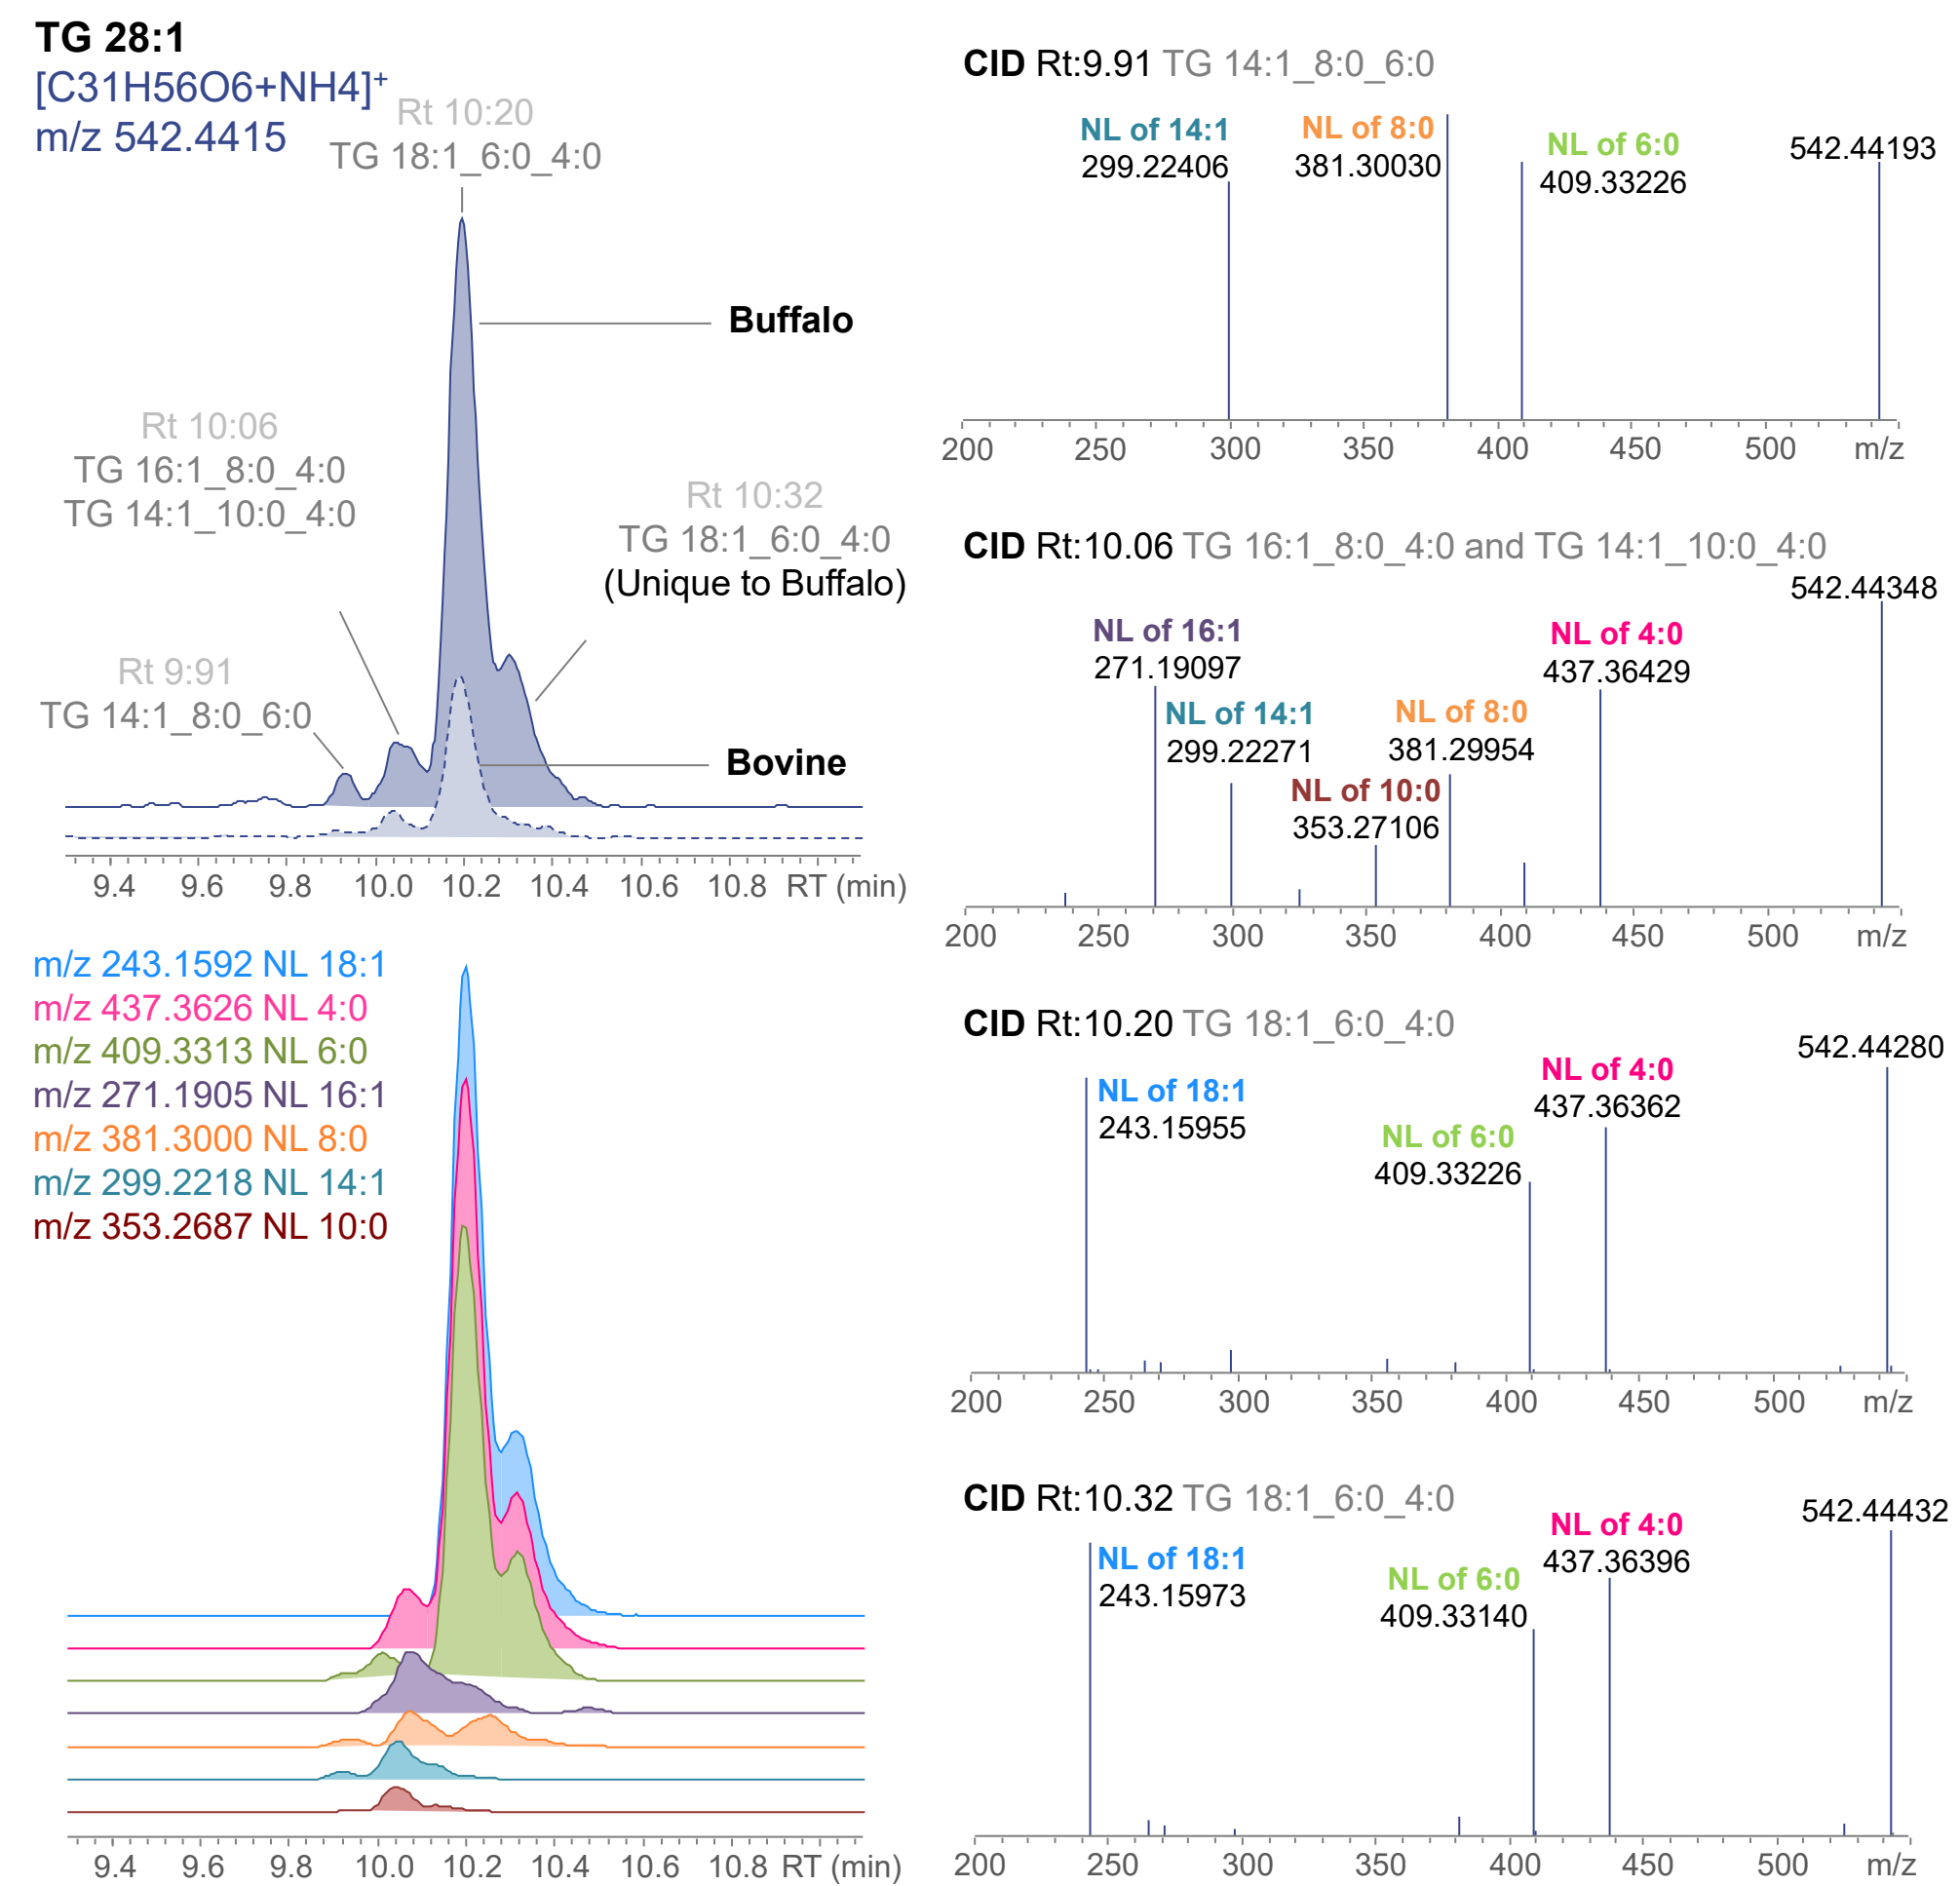 TG 28:1
[C31H56O6+NH4]+
m/z 542.4415
Rt 10:20
TG 18:1_6:0_4:0
Buffalo
Rt 10:06
TG 16:1_8:0_4:0
TG 14:1_10:0_4:0
Rt 10:32
TG 18:1_6:0_4:0
(Unique to Buffalo)
Rt 9:91
TG 14:1_8:0_6:0
Bovine
9.4 9.6 9.8 10.0 10.2 10.4 10.6 10.8 RT (min)
m/z 243.1592 NL 18:1
m/z 437.3626 NL 4:0
m/z 409.3313 NL 6:0
m/z 271.1905 NL 16:1
m/z 381.3000 NL 8:0
m/z 299.2218 NL 14:1
m/z 353.2687 NL 10:0
9.4 9.6 9.8 10.0 10.2 10.4 10.6 10.8 RT (min)
CID Rt:9.91 TG 14:1_8:0_6:0
NL of 14:1
299.22406
NL of 8:0
381.30030
NL of 6:0
409.33226
542.44193
200 250 300 350 400 450 500 m/z
CID Rt:10.06 TG 16:1_8:0_4:0 and TG 14:1_10:0_4:0
542.44348
NL of 16:1
271.19097
NL of 14:1
299.22271
NL of 10:0
353.27106
NL of 8:0
381.29954
NL of 4:0
437.36429
200 250 300 350 400 450 500 m/z
CID Rt:10.20 TG 18:1_6:0_4:0
542.44280
NL of 18:1
243.15955
NL of 6:0
409.33226
NL of 4:0
437.36362
200 250 300 350 400 450 500 m/z
CID Rt:10.32 TG 18:1_6:0_4:0
542.44432
NL of 18:1
243.15973
NL of 6:0
409.33140
NL of 4:0
437.36396
200 250 300 350 400 450 500 m/z